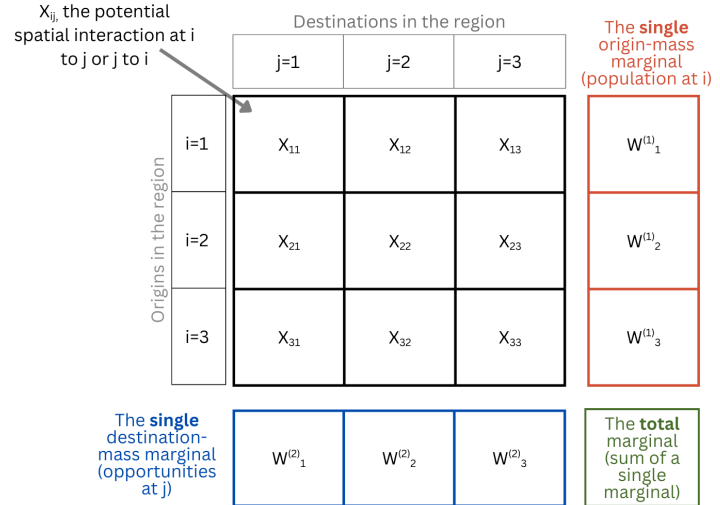 X_ij, the potential
spatial interaction at i
to j or j to i
Destinations in the region
j=1 j=2 j=3
The single
origin-mass
marginal
(population at i)
Origins in the region
i=1 X₁₁ X₁₂ X₁₃ W⁽¹⁾₁
i=2 X₂₁ X₂₂ X₂₃ W⁽¹⁾₂
i=3 X₃₁ X₃₂ X₃₃ W⁽¹⁾₃
The single
destination-
mass marginal
(opportunities
at j)
W⁽²⁾₁ W⁽²⁾₂ W⁽²⁾₃
The total
marginal
(sum of a
single
marginal)